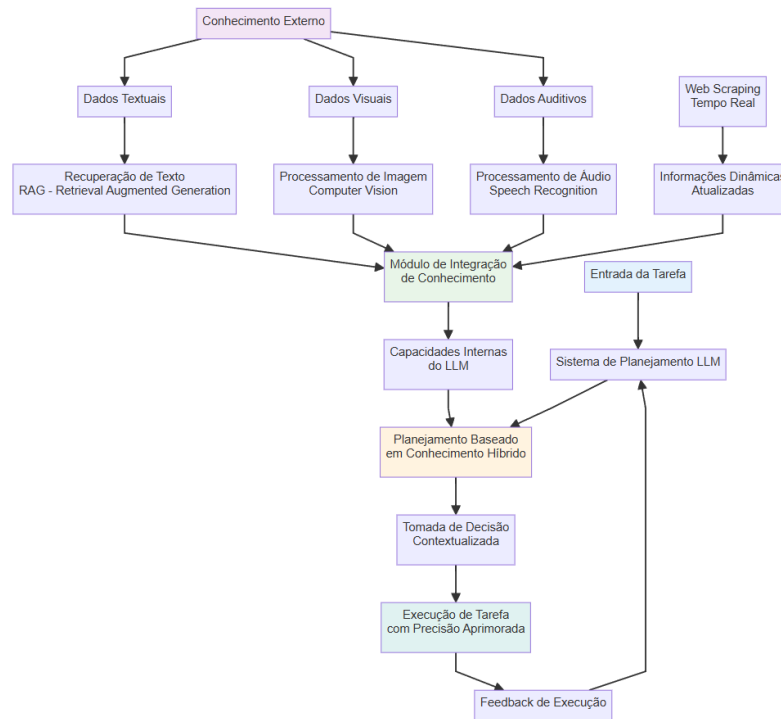 Conhecimento Externo
Dados Textuais
Dados Visuais
Dados Auditivos
Web Scraping
Tempo Real
Recuperação de Texto
RAG - Retrieval Augmented Generation
Processamento de Imagem
Computer Vision
Processamento de Áudio
Speech Recognition
Informações Dinâmicas
Atualizadas
Módulo de Integração
de Conhecimento
Entrada da Tarefa
Capacidades Internas
do LLM
Sistema de Planejamento LLM
Planejamento Baseado
em Conhecimento Híbrido
Tomada de Decisão
Contextualizada
Execução de Tarefa
com Precisão Aprimorada
Feedback de Execução